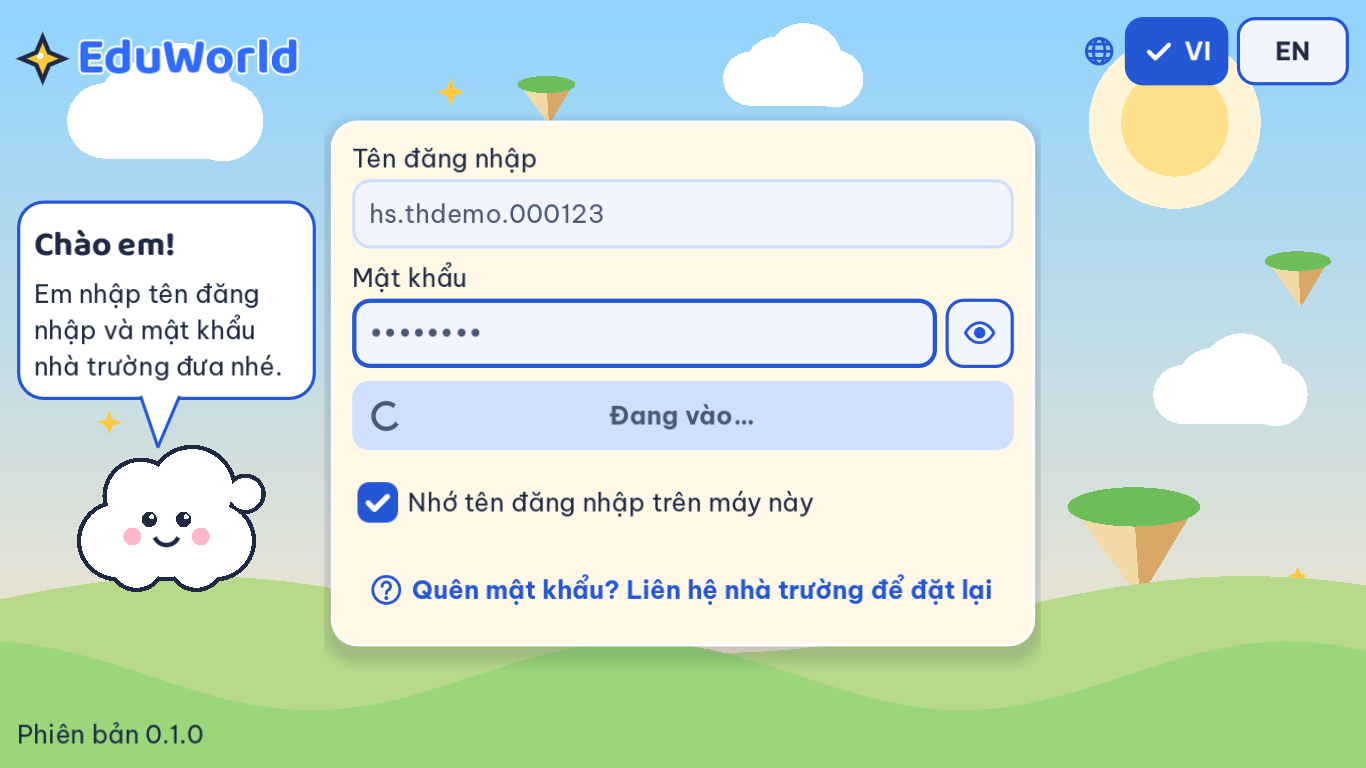 EduWorld
VI
EN
Chào em!
Em nhập tên đăng
nhập và mật khẩu
nhà trường đưa nhé.
Tên đăng nhập
hs.thdemo.000123
Mật khẩu
••••••••
Đang vào...
Nhớ tên đăng nhập trên máy này
Quên mật khẩu? Liên hệ nhà trường để đặt lại
Phiên bản 0.1.0